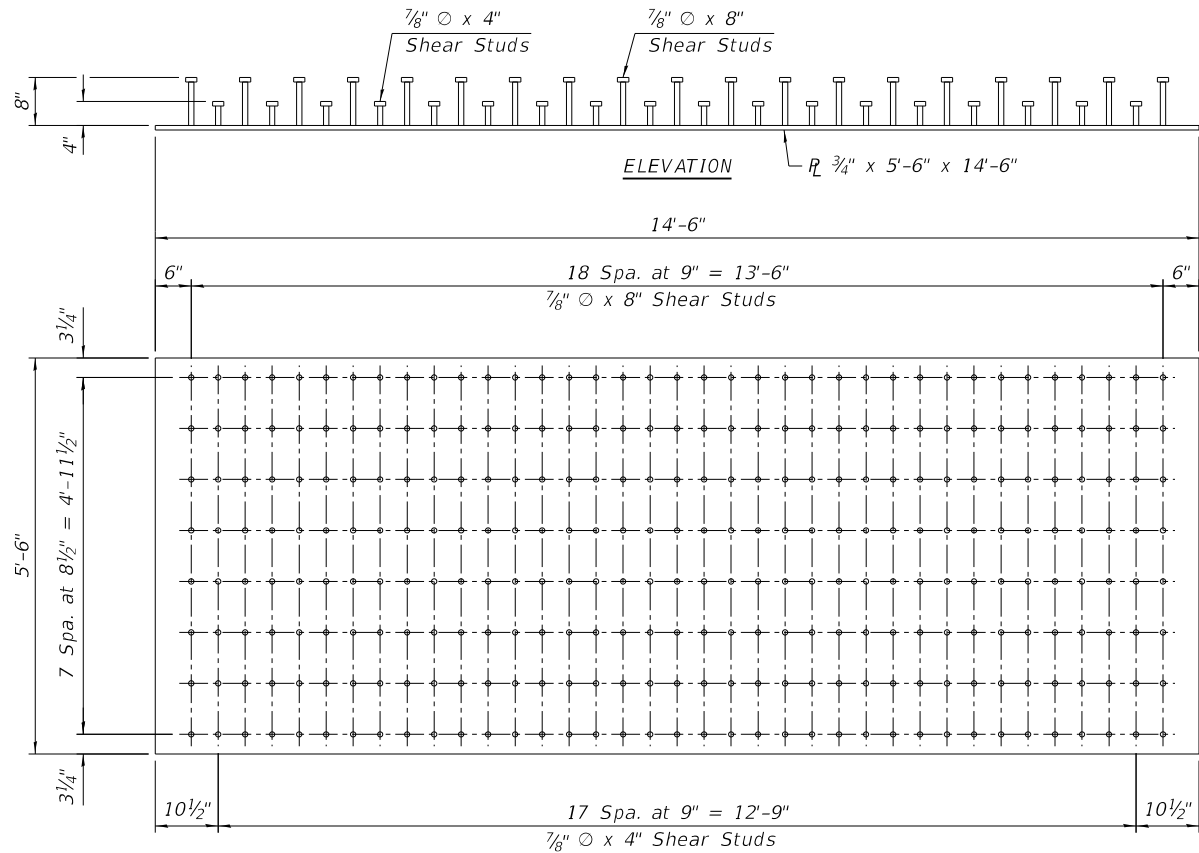 ⅞" ∅ x 4"
Shear Studs
⅞" ∅ x 8"
Shear Studs
8"
4"
ELEVATION
℄ ¾" x 5'-6" x 14'-6"
14'-6"
6"
18 Spa. at 9" = 13'-6"
6"
⅞" ∅ x 8" Shear Studs
3¼"
5'-6"
7 Spa. at 8½" = 4'-11½"
3¼"
10½"
17 Spa. at 9" = 12'-9"
10½"
⅞" ∅ x 4" Shear Studs